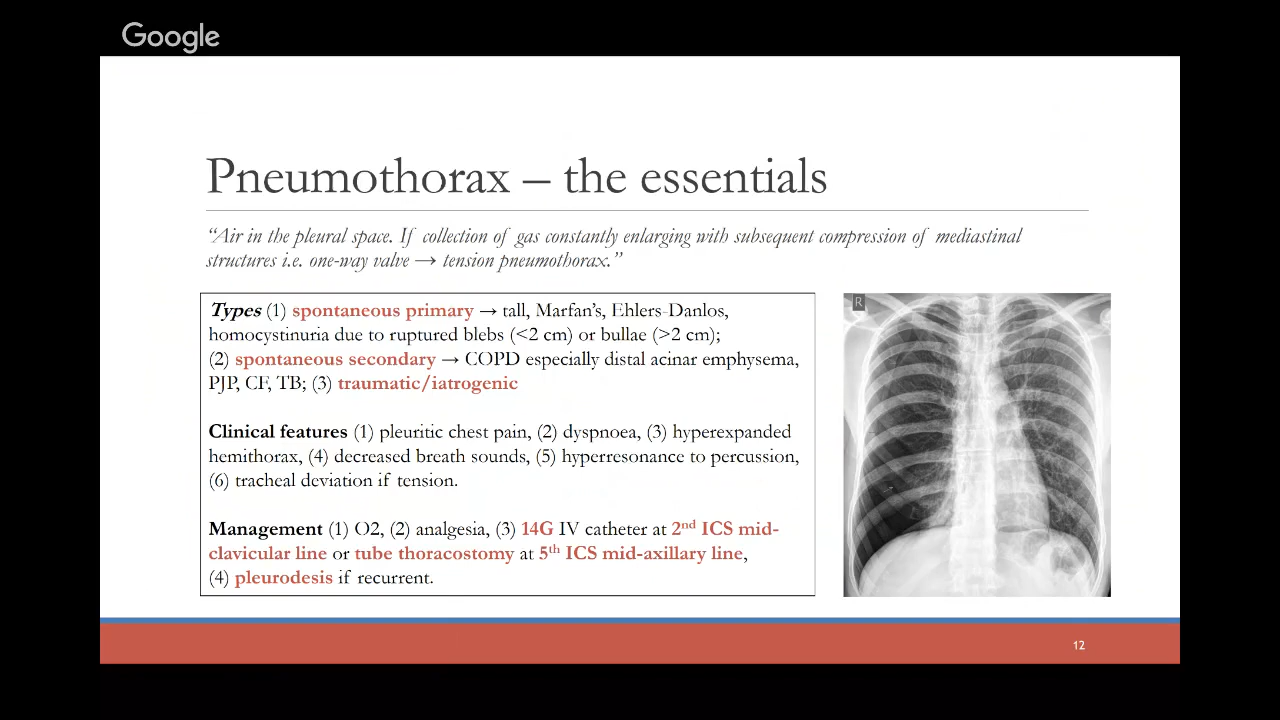 Google
Pneumothorax – the essentials
“Air in the pleural space. If collection of gas constantly enlarging with subsequent compression of mediastinal
structures i.e. one-way valve → tension pneumothorax.”
Types (1) spontaneous primary → tall, Marfan’s, Ehlers-Danlos,
homocystinuria due to ruptured blebs (<2 cm) or bullae (>2 cm);
(2) spontaneous secondary → COPD especially distal acinar emphysema,
PJP, CF, TB; (3) traumatic/iatrogenic
Clinical features (1) pleuritic chest pain, (2) dyspnoea, (3) hyperexpanded
hemithorax, (4) decreased breath sounds, (5) hyperresonance to percussion,
(6) tracheal deviation if tension.
Management (1) O2, (2) analgesia, (3) 14G IV catheter at 2nd ICS mid-
clavicular line or tube thoracostomy at 5th ICS mid-axillary line,
(4) pleurodesis if recurrent.
R
12